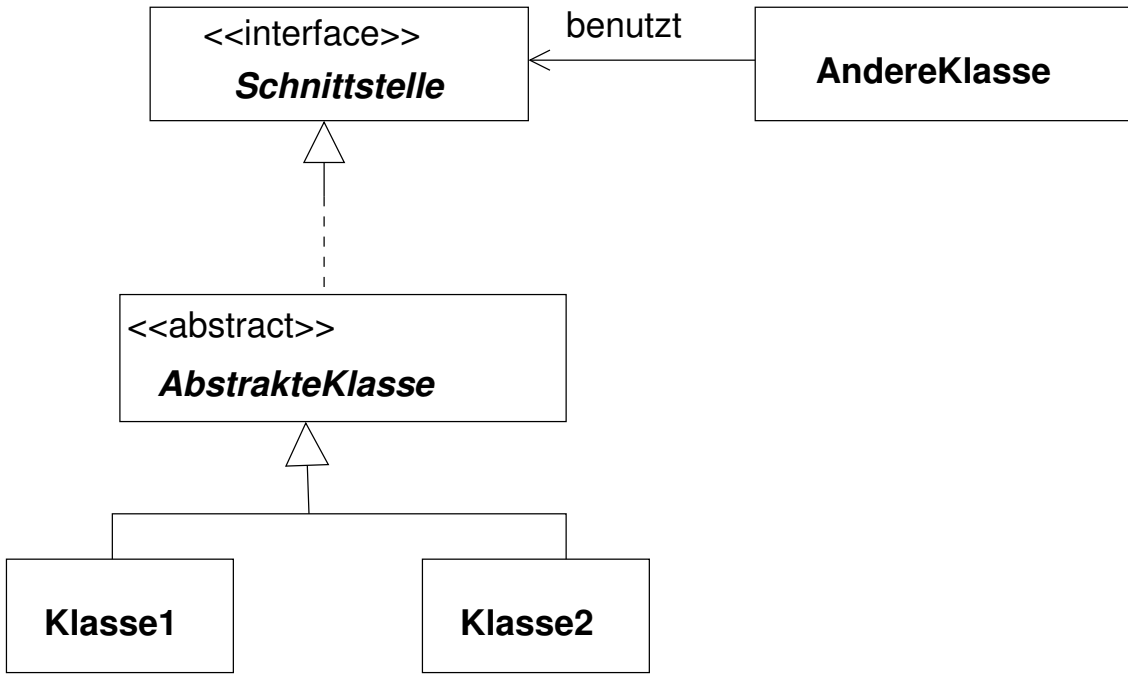 <<interface>>
Schnittstelle
benutzt
AndereKlasse
<<abstract>>
AbstrakteKlasse
Klasse1
Klasse2